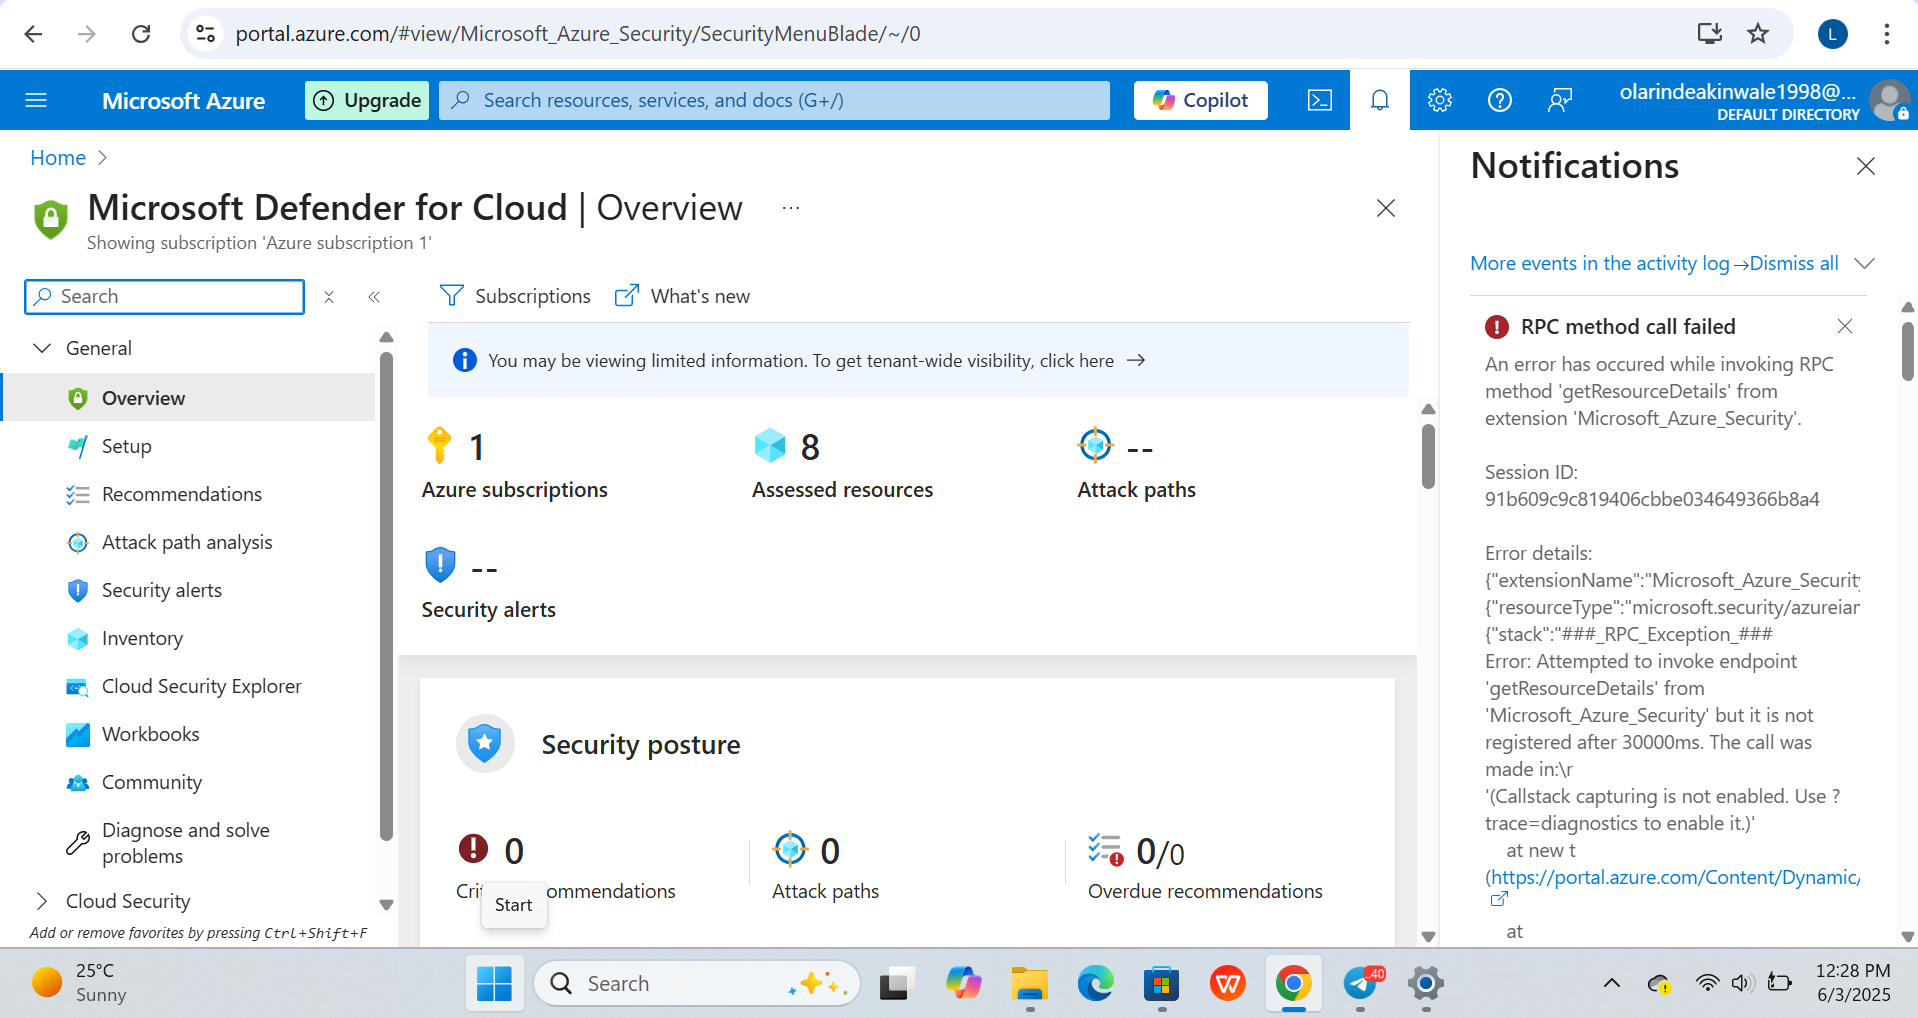 portal.azure.com/#view/Microsoft_Azure_Security/SecurityMenuBlade/~/0
L
Microsoft Azure
Upgrade
Search resources, services, and docs (G+/)
Copilot
olarindeakinwale1998@...
DEFAULT DIRECTORY
Home
Microsoft Defender for Cloud | Overview
...
Showing subscription 'Azure subscription 1'
Search
Subscriptions
What's new
You may be viewing limited information. To get tenant-wide visibility, click here →
General
Overview
Setup
Recommendations
Attack path analysis
Security alerts
Inventory
Cloud Security Explorer
Workbooks
Community
Diagnose and solve
problems
Cloud Security
Add or remove favorites by pressing Ctrl+Shift+F
1
Azure subscriptions
8
Assessed resources
--
Attack paths
--
Security alerts
Security posture
0
Cri
ommendations
Start
0
Attack paths
0/0
Overdue recommendations
Notifications
More events in the activity log →
Dismiss all
RPC method call failed
An error has occured while invoking RPC
method 'getResourceDetails' from
extension 'Microsoft_Azure_Security'.
Session ID:
91b609c9c819406cbbe034649366b8a4
Error details:
{"extensionName":"Microsoft_Azure_Security
{"resourceType":"microsoft.security/azureian
{"stack":"###_RPC_Exception_###
Error: Attempted to invoke endpoint
'getResourceDetails' from
'Microsoft_Azure_Security' but it is not
registered after 30000ms. The call was
made in:\r
'(Callstack capturing is not enabled. Use ?
trace=diagnostics to enable it.)'
at new t
(https://portal.azure.com/Content/Dynamic/
at
25°C
Sunny
Search
..40
12:28 PM
6/3/2025